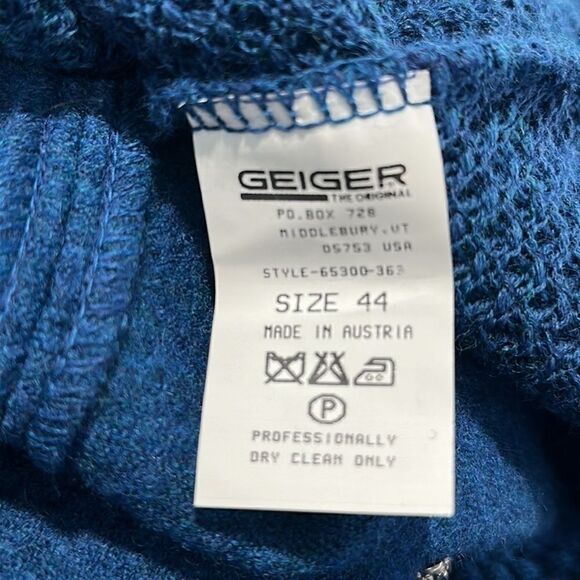 GEIGER
THE ORIGINAL
PO.BOX 728
MIDDLEBURY.VT
05753 USA
STYLE-65300-363
SIZE 44
MADE IN AUSTRIA
P
PROFESSIONALLY
DRY CLEAN ONLY